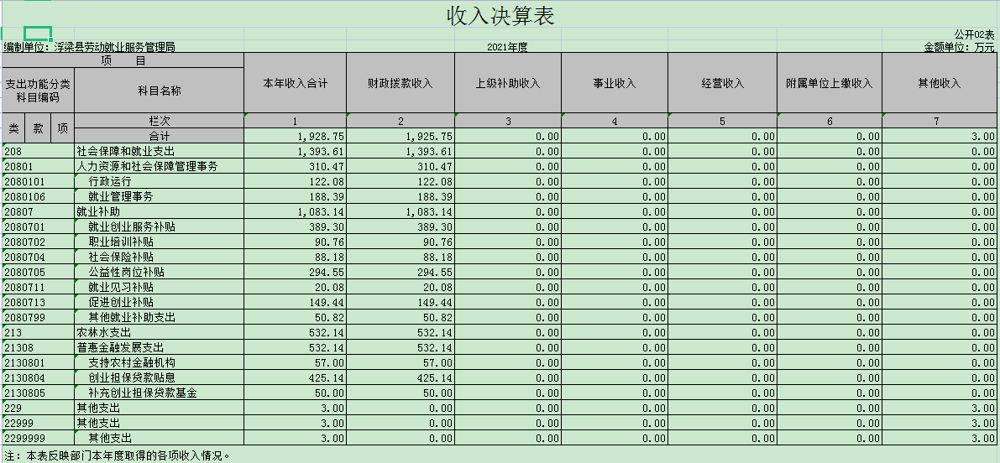 收入决算表
公开02表
编制单位：浮梁县劳动就业服务管理局 2021年度 金额单位：万元
项 目 本年收入合计 财政拨款收入 上级补助收入 事业收入 经营收入 附属单位上缴收入 其他收入
支出功能分类科目编码 科目名称
类 款 项 栏次 1 2 3 4 5 6 7
合计 1,928.75 1,925.75 0.00 0.00 0.00 0.00 3.00
208 社会保障和就业支出 1,393.61 1,393.61 0.00 0.00 0.00 0.00 0.00
20801 人力资源和社会保障管理事务 310.47 310.47 0.00 0.00 0.00 0.00 0.00
2080101 行政运行 122.08 122.08 0.00 0.00 0.00 0.00 0.00
2080106 就业管理事务 188.39 188.39 0.00 0.00 0.00 0.00 0.00
20807 就业补助 1,083.14 1,083.14 0.00 0.00 0.00 0.00 0.00
2080701 就业创业服务补贴 389.30 389.30 0.00 0.00 0.00 0.00 0.00
2080702 职业培训补贴 90.76 90.76 0.00 0.00 0.00 0.00 0.00
2080704 社会保险补贴 88.18 88.18 0.00 0.00 0.00 0.00 0.00
2080705 公益性岗位补贴 294.55 294.55 0.00 0.00 0.00 0.00 0.00
2080711 就业见习补贴 20.08 20.08 0.00 0.00 0.00 0.00 0.00
2080713 促进创业补贴 149.44 149.44 0.00 0.00 0.00 0.00 0.00
2080799 其他就业补助支出 50.82 50.82 0.00 0.00 0.00 0.00 0.00
213 农林水支出 532.14 532.14 0.00 0.00 0.00 0.00 0.00
21308 普惠金融发展支出 532.14 532.14 0.00 0.00 0.00 0.00 0.00
2130801 支持农村金融机构 57.00 57.00 0.00 0.00 0.00 0.00 0.00
2130804 创业担保贷款贴息 425.14 425.14 0.00 0.00 0.00 0.00 0.00
2130805 补充创业担保贷款基金 50.00 50.00 0.00 0.00 0.00 0.00 0.00
229 其他支出 3.00 0.00 0.00 0.00 0.00 0.00 3.00
22999 其他支出 3.00 0.00 0.00 0.00 0.00 0.00 3.00
2299999 其他支出 3.00 0.00 0.00 0.00 0.00 0.00 3.00
注：本表反映部门本年度取得的各项收入情况。